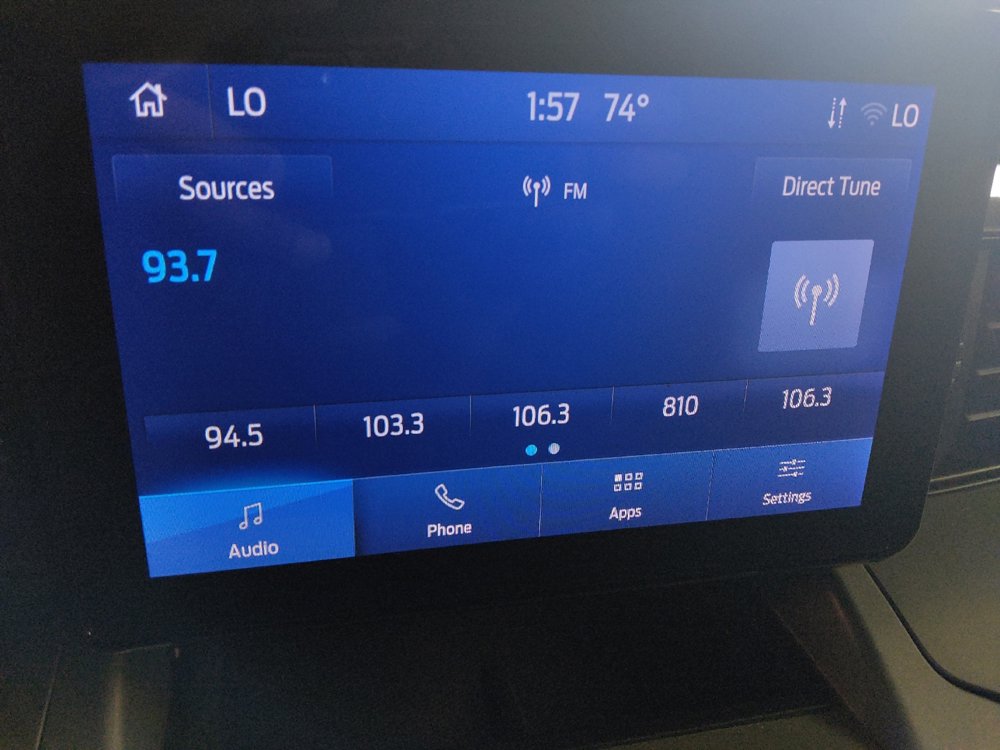 LO 1:57 74° LO
Sources FM Direct Tune
93.7
94.5 103.3 106.3 810 106.3
Audio Phone Apps Settings